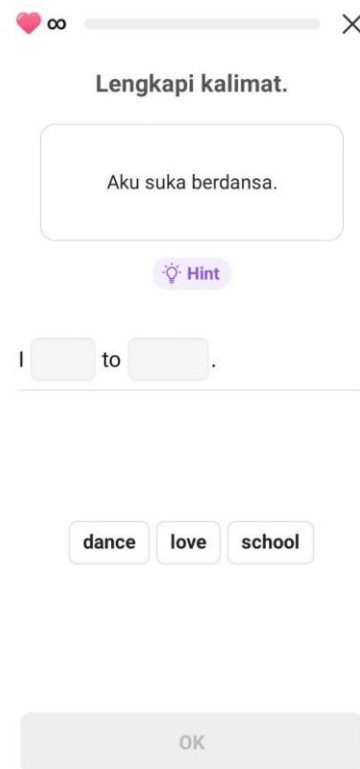 ∞
Lengkapi kalimat.
Aku suka berdansa.
Hint
I to .
dance love school
OK